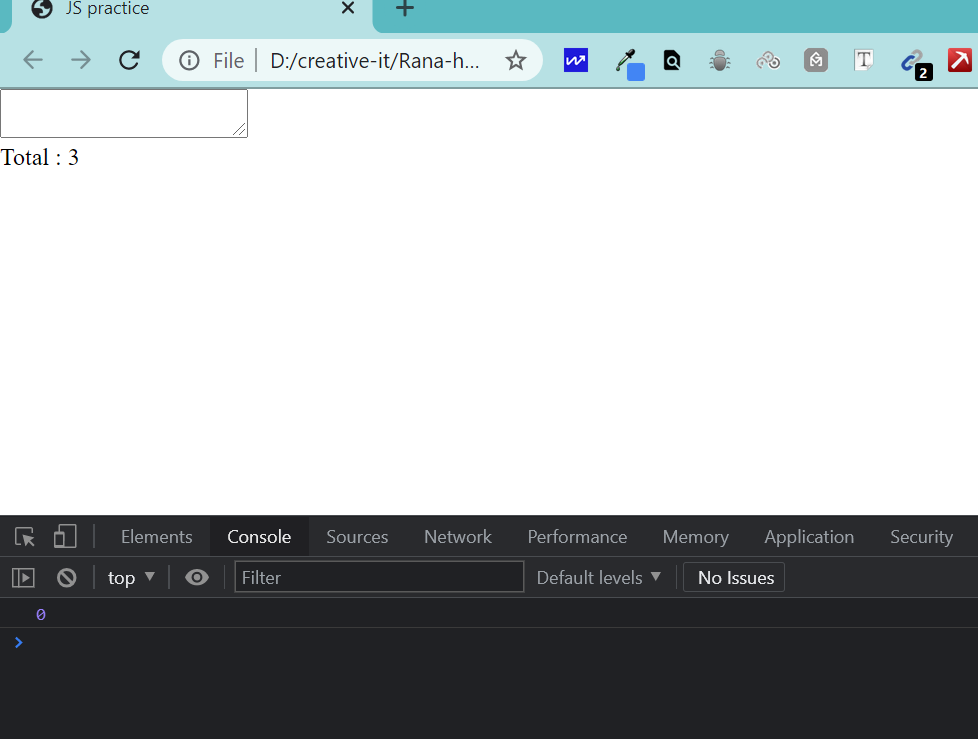 JS practice
File D:/creative-it/Rana-h...
2
Total : 3
Elements Console Sources Network Performance Memory Application Security
top Filter Default levels No Issues
0